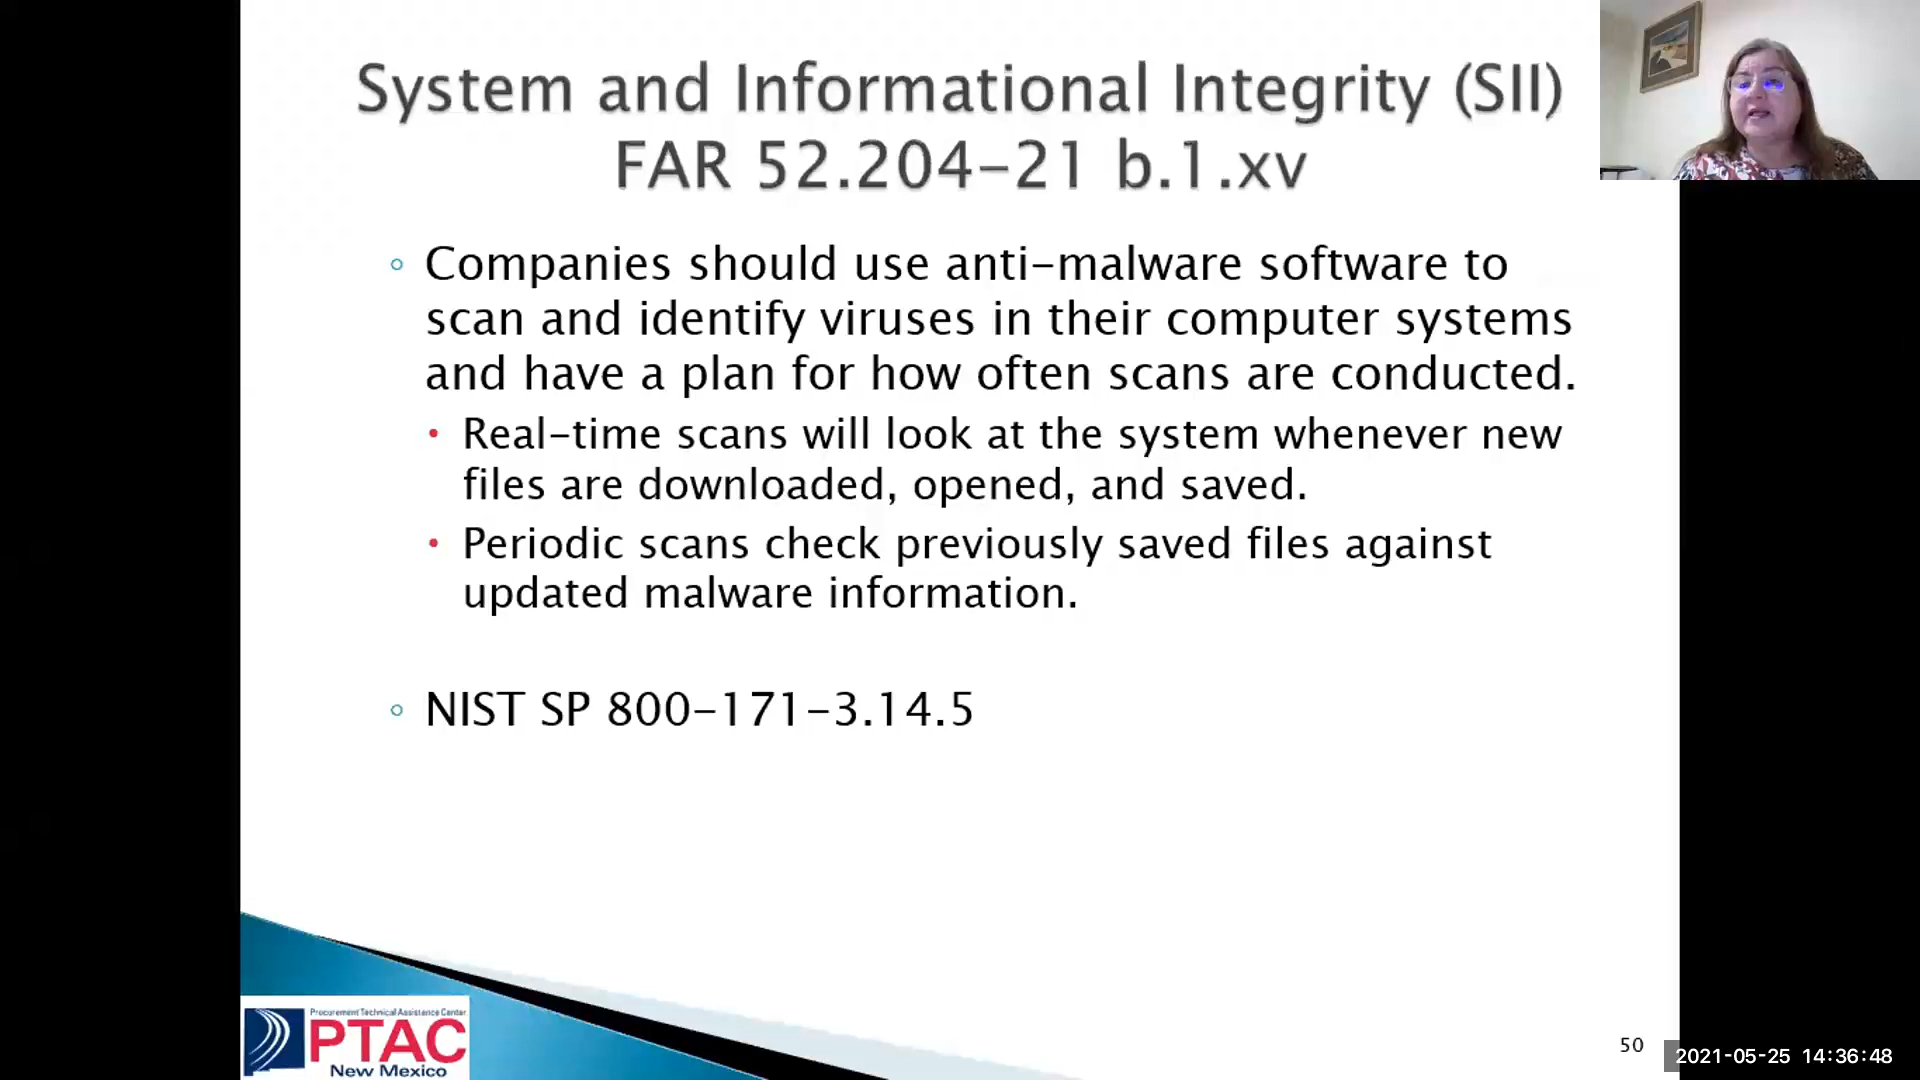 System and Informational Integrity (SII)
FAR 52.204-21 b.1.xv
Companies should use anti-malware software to
scan and identify viruses in their computer systems
and have a plan for how often scans are conducted.
Real-time scans will look at the system whenever new
files are downloaded, opened, and saved.
Periodic scans check previously saved files against
updated malware information.
NIST SP 800-171-3.14.5
Procurement Technical Assistance Center
PTAC
New Mexico
50
2021-05-25 14:36:48